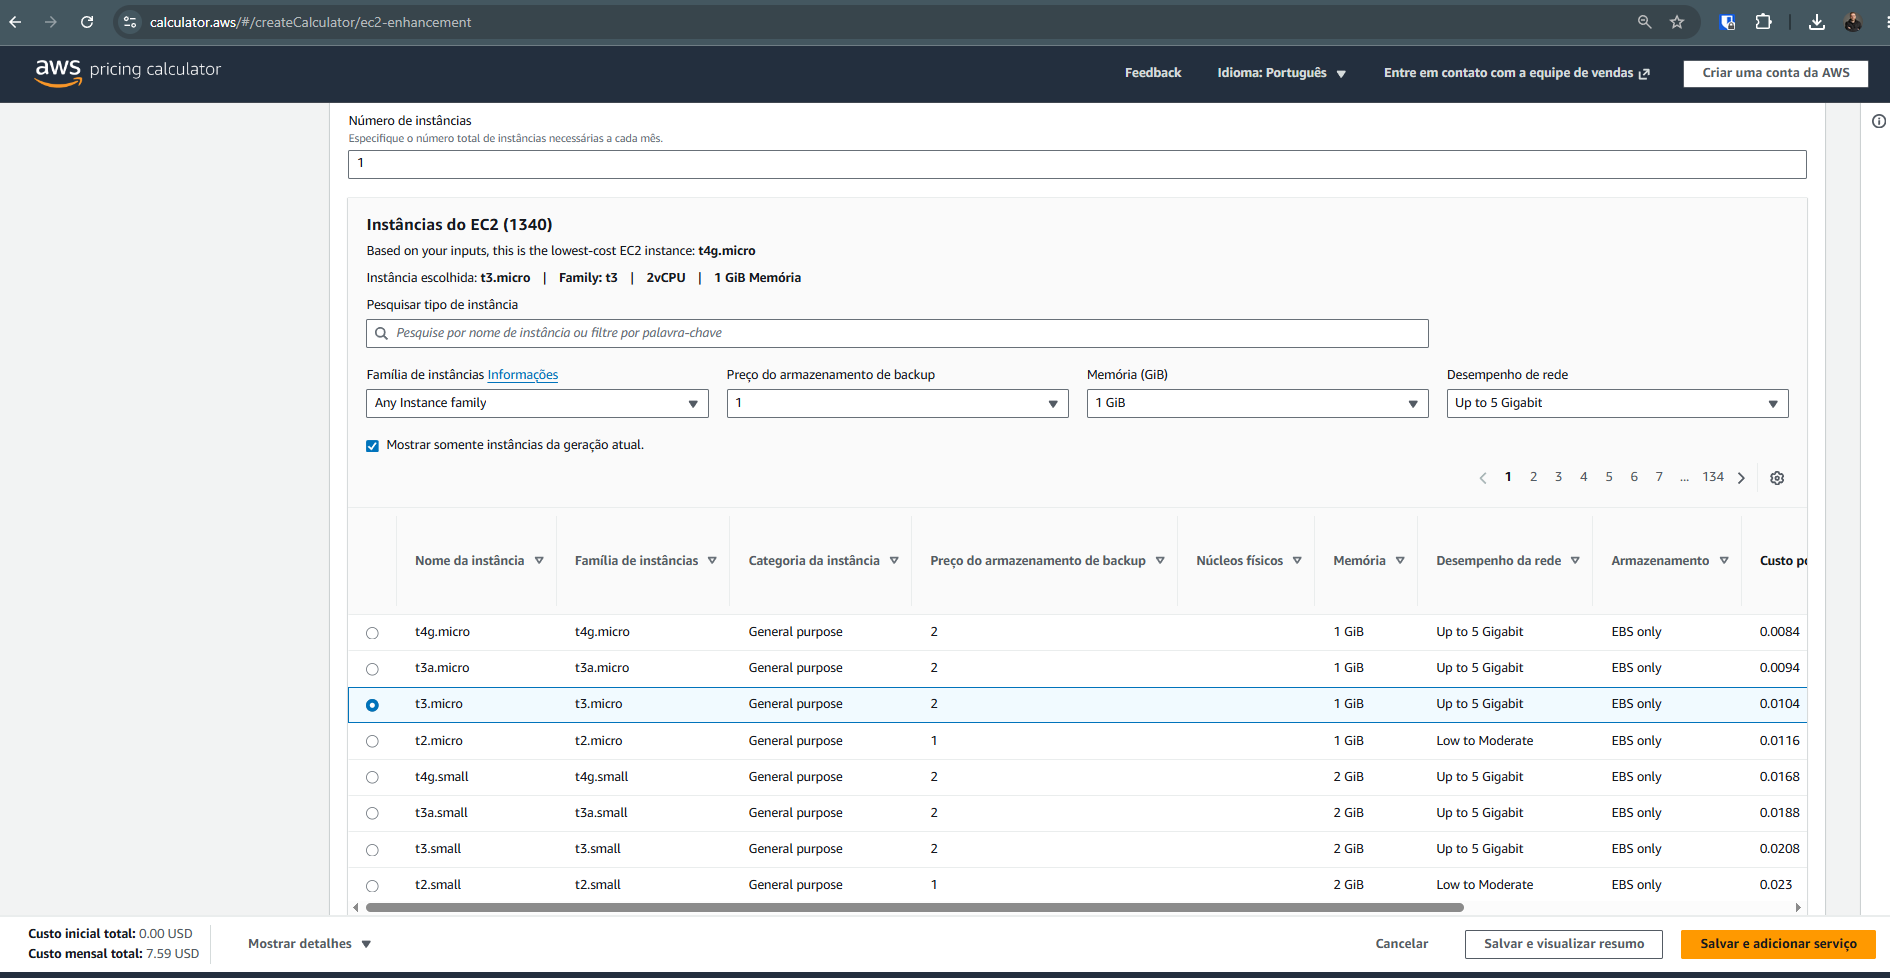 calculator.aws/#/createCalculator/ec2-enhancement
aws pricing calculator
Feedback
Idioma: Português
Entre em contato com a equipe de vendas
Criar uma conta da AWS
Número de instâncias
Especifique o número total de instâncias necessárias a cada mês.
1
Instâncias do EC2 (1340)
Based on your inputs, this is the lowest-cost EC2 instance: t4g.micro
Instância escolhida: t3.micro | Family: t3 | 2vCPU | 1 GiB Memória
Pesquisar tipo de instância
Pesquise por nome de instância ou filtre por palavra-chave
Família de instâncias Informações
Preço do armazenamento de backup
Memória (GiB)
Desempenho de rede
Any Instance family
1
1 GiB
Up to 5 Gigabit
Mostrar somente instâncias da geração atual.
1 2 3 4 5 6 7 ... 134
Nome da instância Família de instâncias Categoria da instância Preço do armazenamento de backup Núcleos físicos Memória Desempenho da rede Armazenamento Custo po
t4g.micro t4g.micro General purpose 2 1 GiB Up to 5 Gigabit EBS only 0.0084
t3a.micro t3a.micro General purpose 2 1 GiB Up to 5 Gigabit EBS only 0.0094
t3.micro t3.micro General purpose 2 1 GiB Up to 5 Gigabit EBS only 0.0104
t2.micro t2.micro General purpose 1 1 GiB Low to Moderate EBS only 0.0116
t4g.small t4g.small General purpose 2 2 GiB Up to 5 Gigabit EBS only 0.0168
t3a.small t3a.small General purpose 2 2 GiB Up to 5 Gigabit EBS only 0.0188
t3.small t3.small General purpose 2 2 GiB Up to 5 Gigabit EBS only 0.0208
t2.small t2.small General purpose 1 2 GiB Low to Moderate EBS only 0.023
Custo inicial total: 0.00 USD
Custo mensal total: 7.59 USD
Mostrar detalhes
Cancelar
Salvar e visualizar resumo
Salvar e adicionar serviço